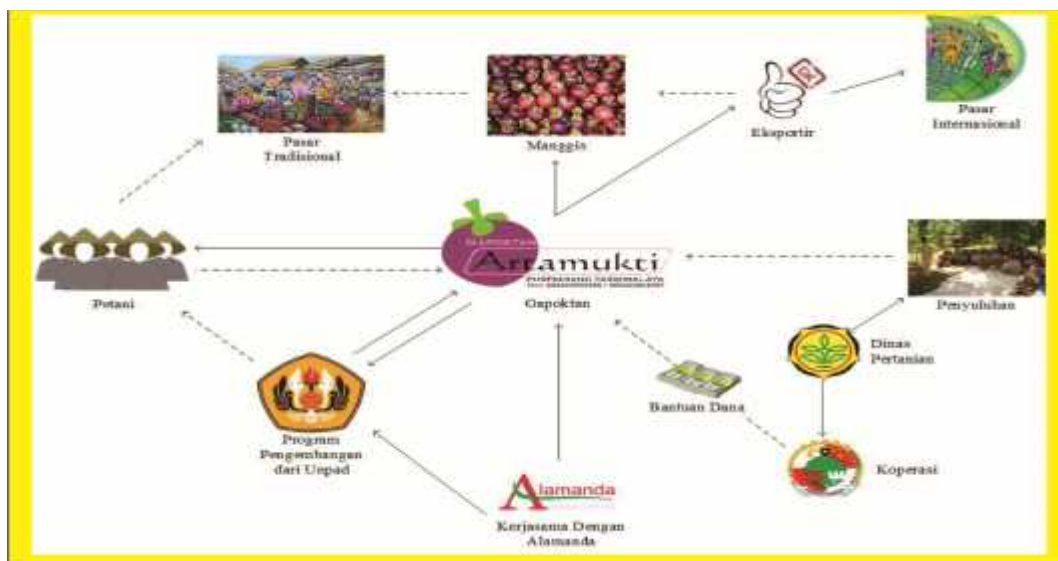 Pasar
Tradisional
Manggis
Eksportir
Pasar
Internasional
Petani
Artamukti
Gapoktan
Penyuluhan
Dinas
Pertanian
Bantuan Dana
Koperasi
Program
Pengembangan
dari Unpad
Alamanda
Kerjasama Dengan
Alamanda